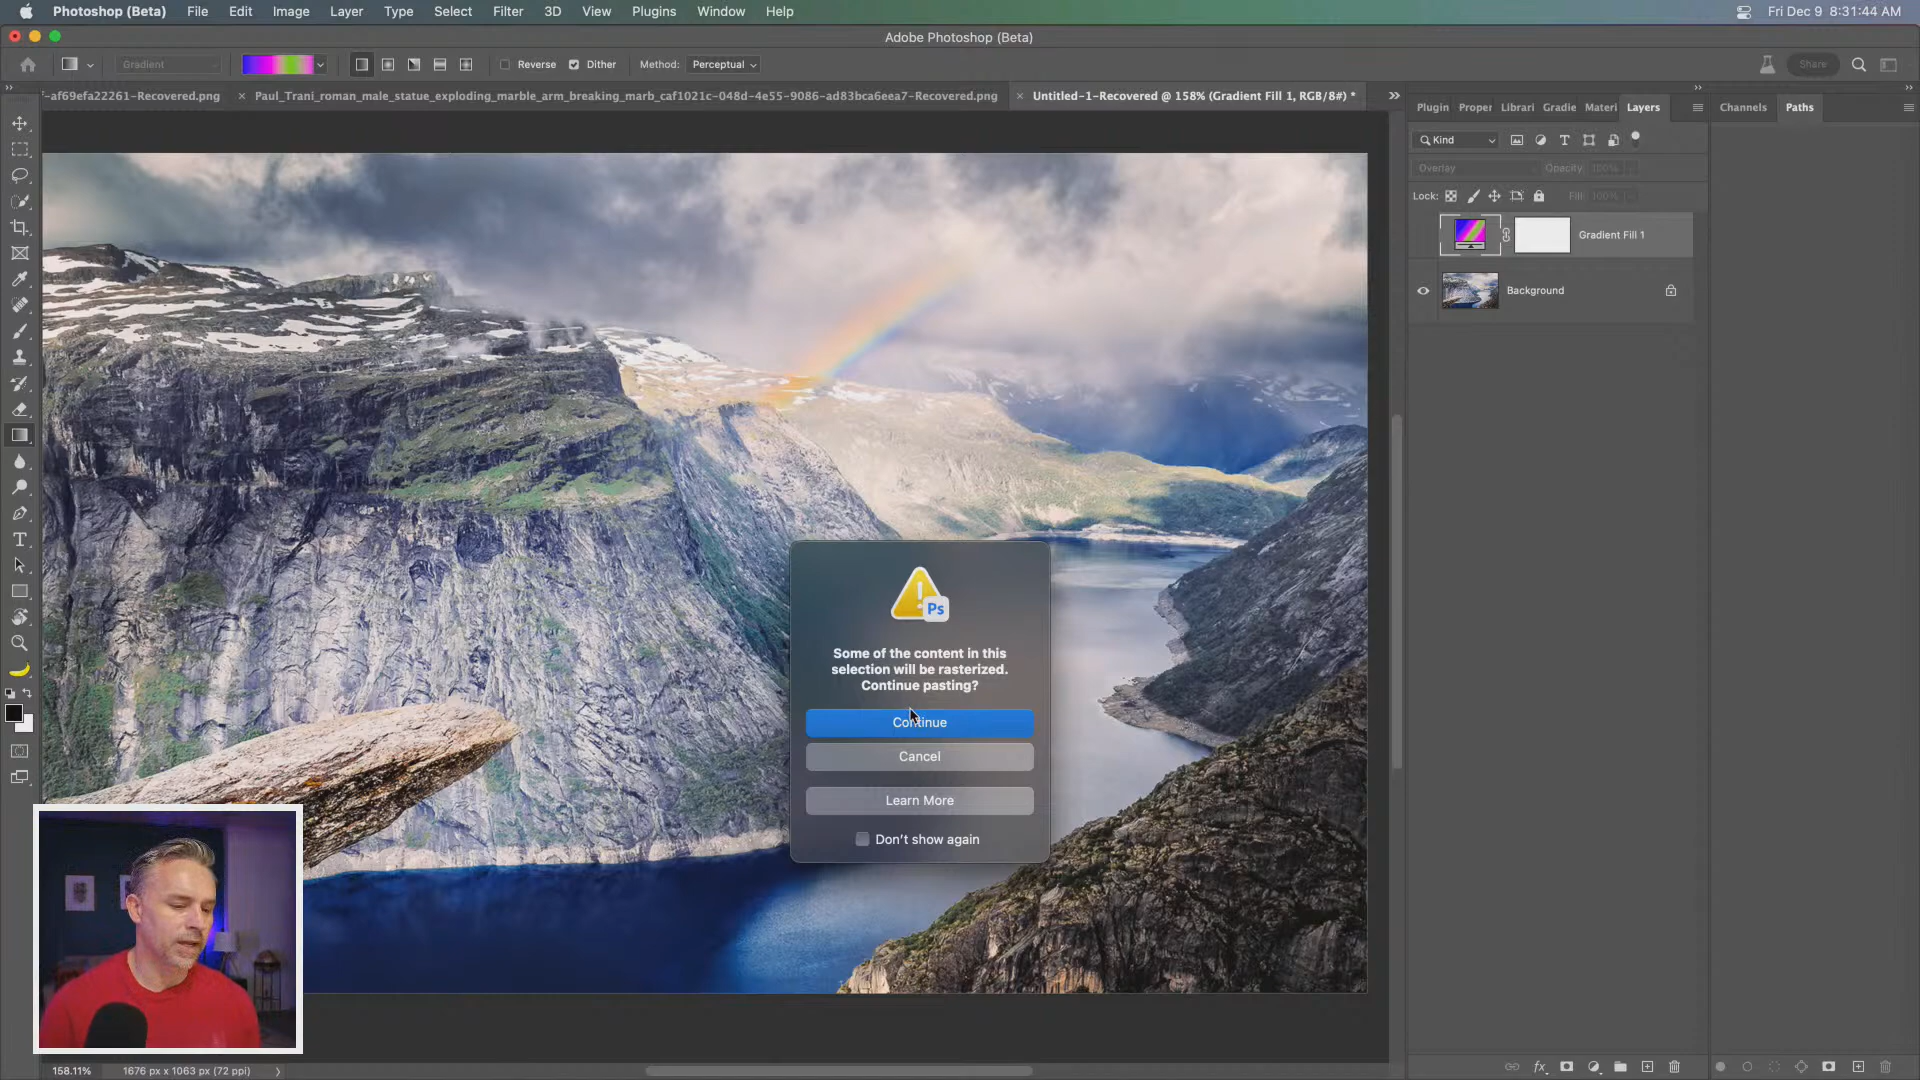 Photoshop (Beta) File Edit Image Layer Type Select Filter 3D View Plugins Window Help Fri Dec 9 8:31:44 AM
Adobe Photoshop (Beta)
Gradient Reverse Dither Method: Perceptual Share
-af69efa22261-Recovered.png × Paul_Trani_roman_male_statue_exploding_marble_arm_breaking_marb_caf1021c-048d-4e55-9086-ad83bca6eea7-Recovered.png × Untitled-1-Recovered @ 158% (Gradient Fill 1, RGB/8#) *
Plugin Proper Librari Gradie Materi Layers Channels Paths
Kind
Overlay Opacity: 100%
Lock: Fill: 100%
Gradient Fill 1
Background
Ps
Some of the content in this
selection will be rasterized.
Continue pasting?
Continue
Cancel
Learn More
Don't show again
158.11% 1676 px x 1063 px (72 ppi)